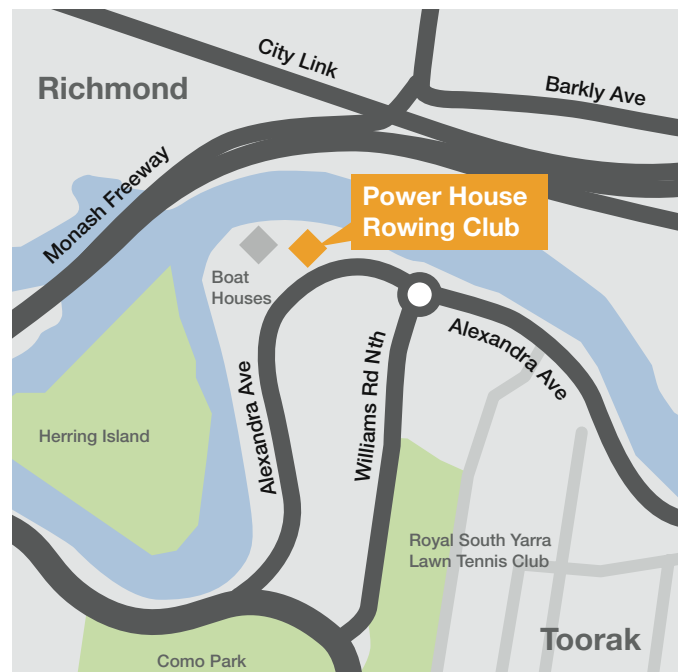 City Link
Richmond
Barkly Ave
Monash Freeway
Power House
Rowing Club
Boat
Houses
Alexandra Ave
Alexandra Ave
Williams Rd Nth
Herring Island
Royal South Yarra
Lawn Tennis Club
Toorak
Como Park